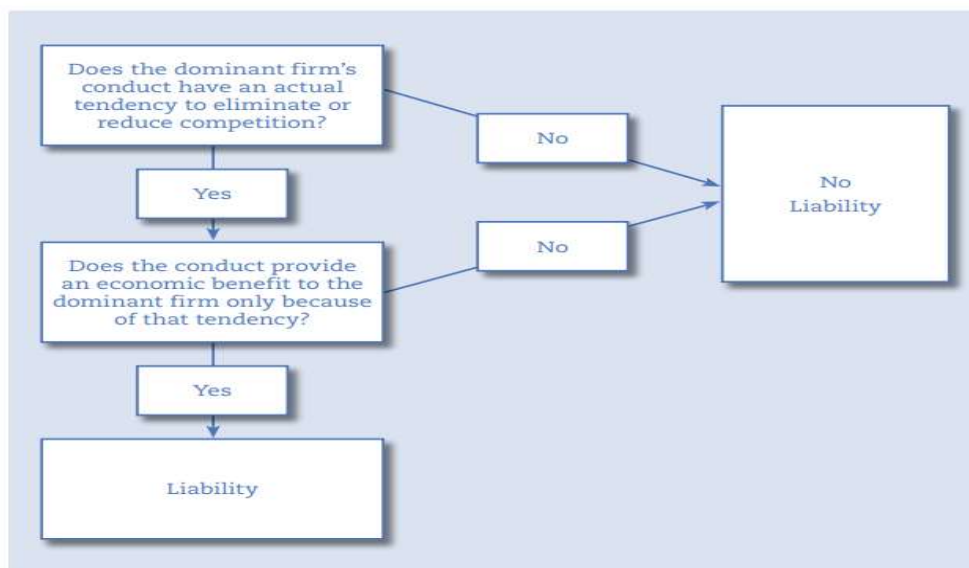 Does the dominant firm's
conduct have an actual
tendency to eliminate or
reduce competition?
No
Yes
No
Liability
Does the conduct provide
an economic benefit to the
dominant firm only because
of that tendency?
No
Yes
Liability